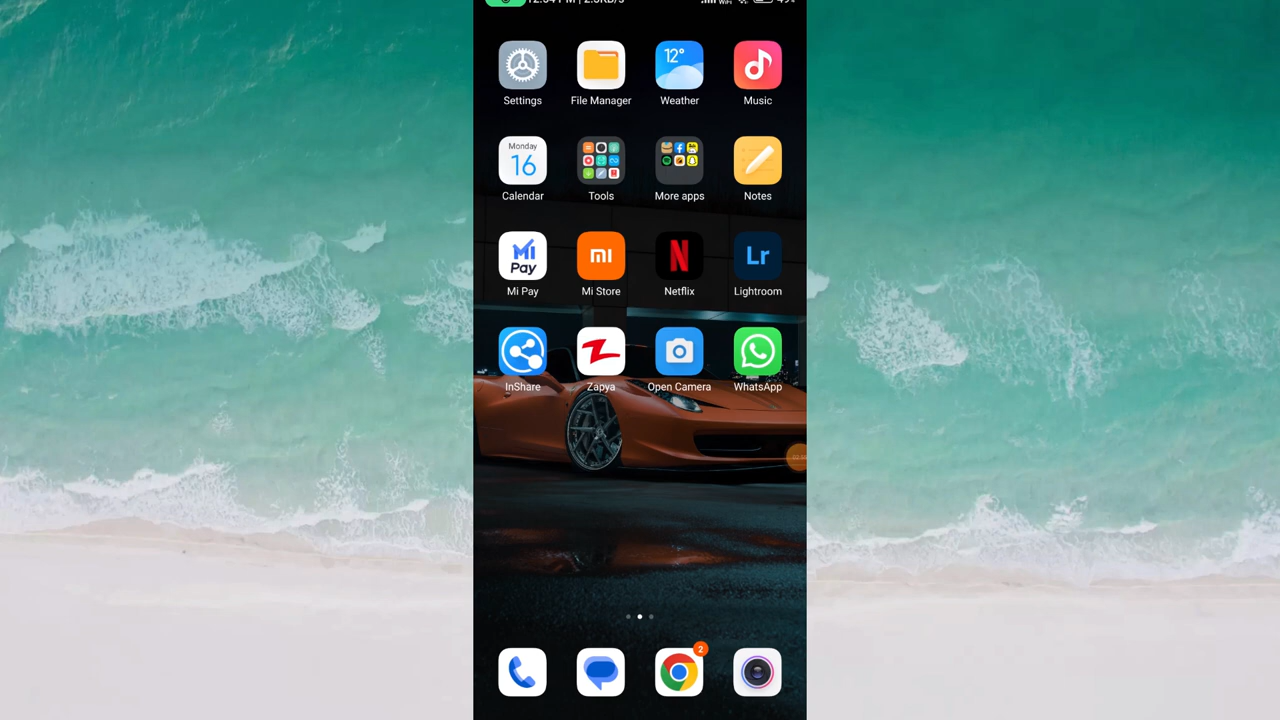 Settings
File Manager
12°
Weather
Music
Monday
16
Calendar
Tools
More apps
Notes
Mi Pay
Mi Pay
mi
Mi Store
N
Netflix
Lr
Lightroom
InShare
Zapya
Open Camera
WhatsApp
2